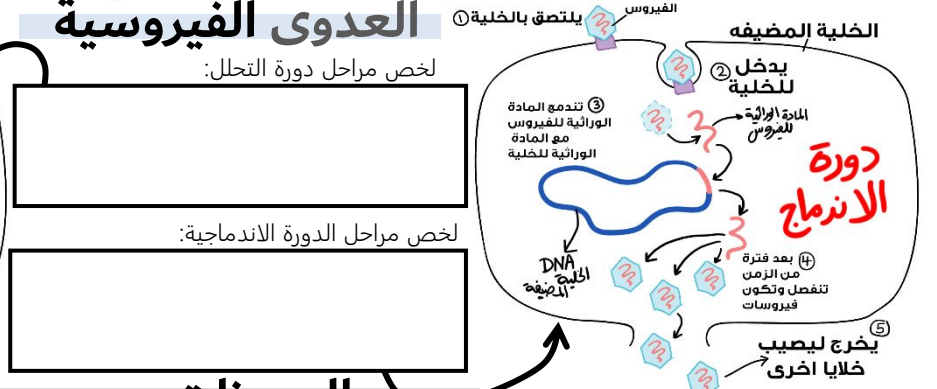 العدوى الفيروسية
لخص مراحل دورة التحلل:
لخص مراحل الدورة الاندماجية:
الفيروس
① يلتصق بالخلية
الخلية المضيفه
② يدخل
للخلية
المادة الوراثية
للفيروس
③ تندمج المادة
الوراثية للفيروس
مع المادة
الوراثية للخلية
دورة
الاندماج
DNA
الخلية
المضيفة
④ بعد فترة
من الزمن
تنفصل وتكون
فيروسات
⑤
يخرج ليصيب
خلايا اخرى